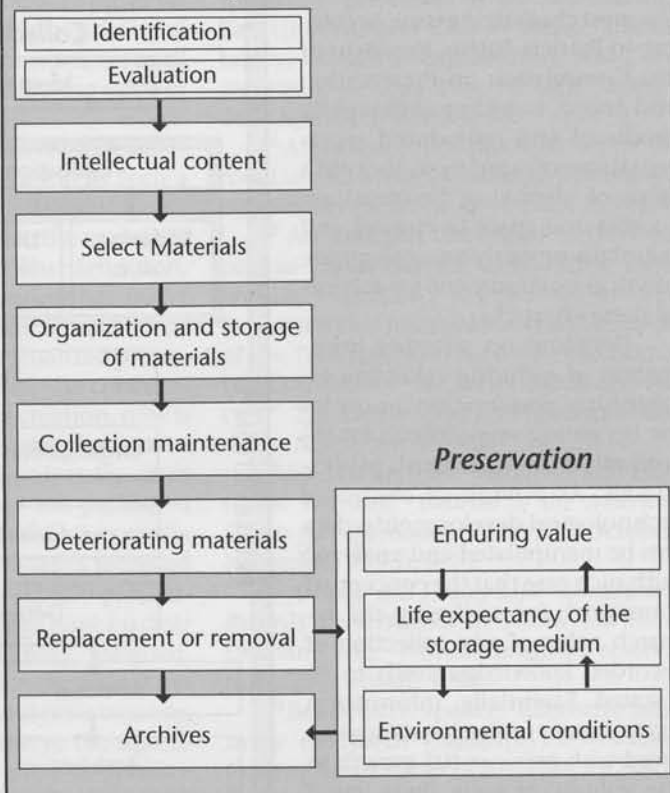 Identification
Evaluation
Intellectual content
Select Materials
Organization and storage
of materials
Collection maintenance
Deteriorating materials
Replacement or removal
Archives
Preservation
Enduring value
Life expectancy of the
storage medium
Environmental conditions